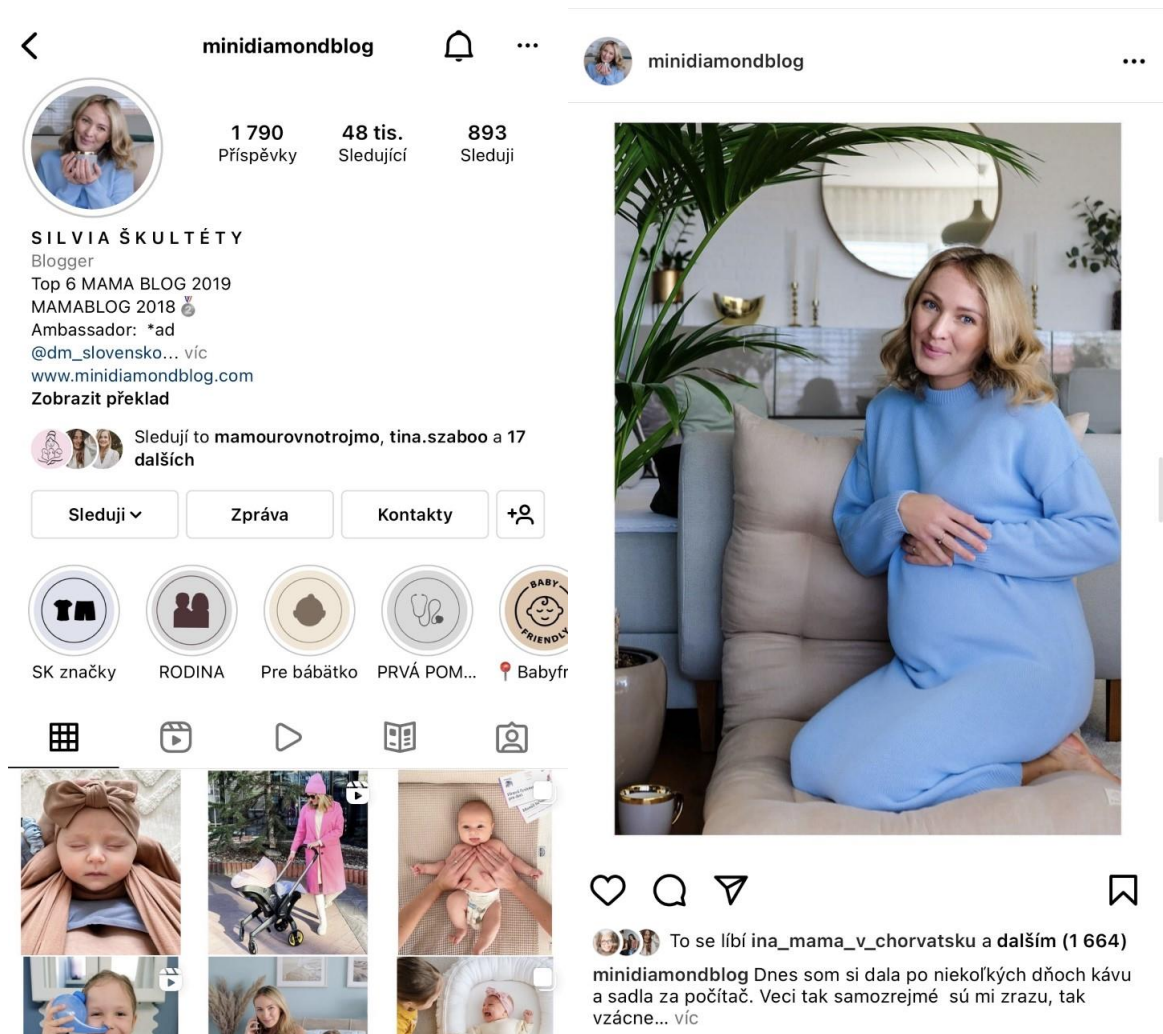 minidiamondblog
1 790
Příspěvky
48 tis.
Sledující
893
Sleduji
SILVIA ŠKULTÉTY
Blogger
Top 6 MAMA BLOG 2019
MAMABLOG 2018
Ambassador: *ad
@dm_slovensko... víc
www.minidiamondblog.com
Zobrazit překlad
Sledují to mamourovnotrojmo, tina.szaboo a 17
dalších
Sleduji
Zpráva
Kontakty
BABY
FRIENDLY
SK značky
RODINA
Pre bábätko
PRVÁ POM...
Babyfr
minidiamondblog
To se líbí ina_mama_v_chorvatsku a dalším (1 664)
minidiamondblog Dnes som si dala po niekoľkých dňoch kávu
a sadla za počítač. Veci tak samozrejmé sú mi zrazu, tak
vzácne... víc